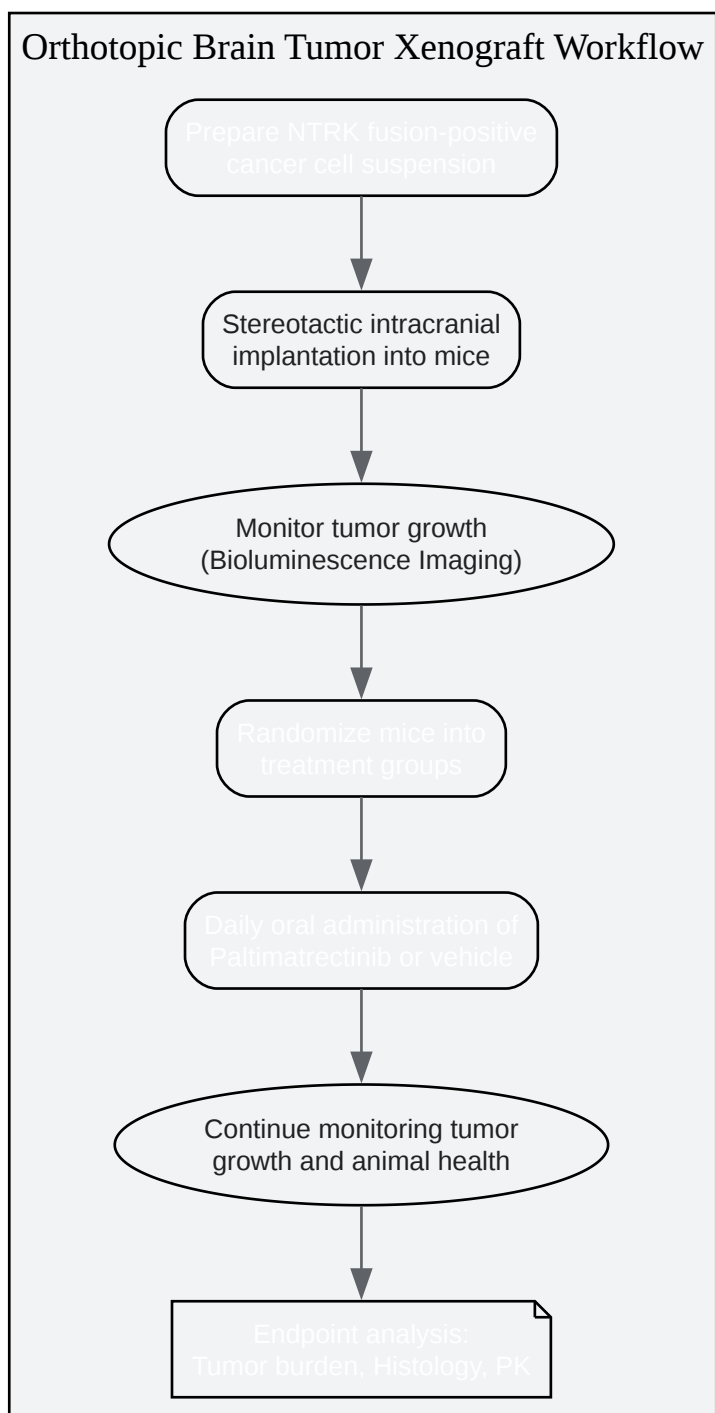 Orthotopic Brain Tumor Xenograft Workflow
Prepare NTRK fusion-positive
cancer cell suspension
Stereotactic intracranial
implantation into mice
Monitor tumor growth
(Bioluminescence Imaging)
Randomize mice into
treatment groups
Daily oral administration of
Paltimatrectinib or vehicle
Continue monitoring tumor
growth and animal health
Endpoint analysis:
Tumor burden, Histology, PK